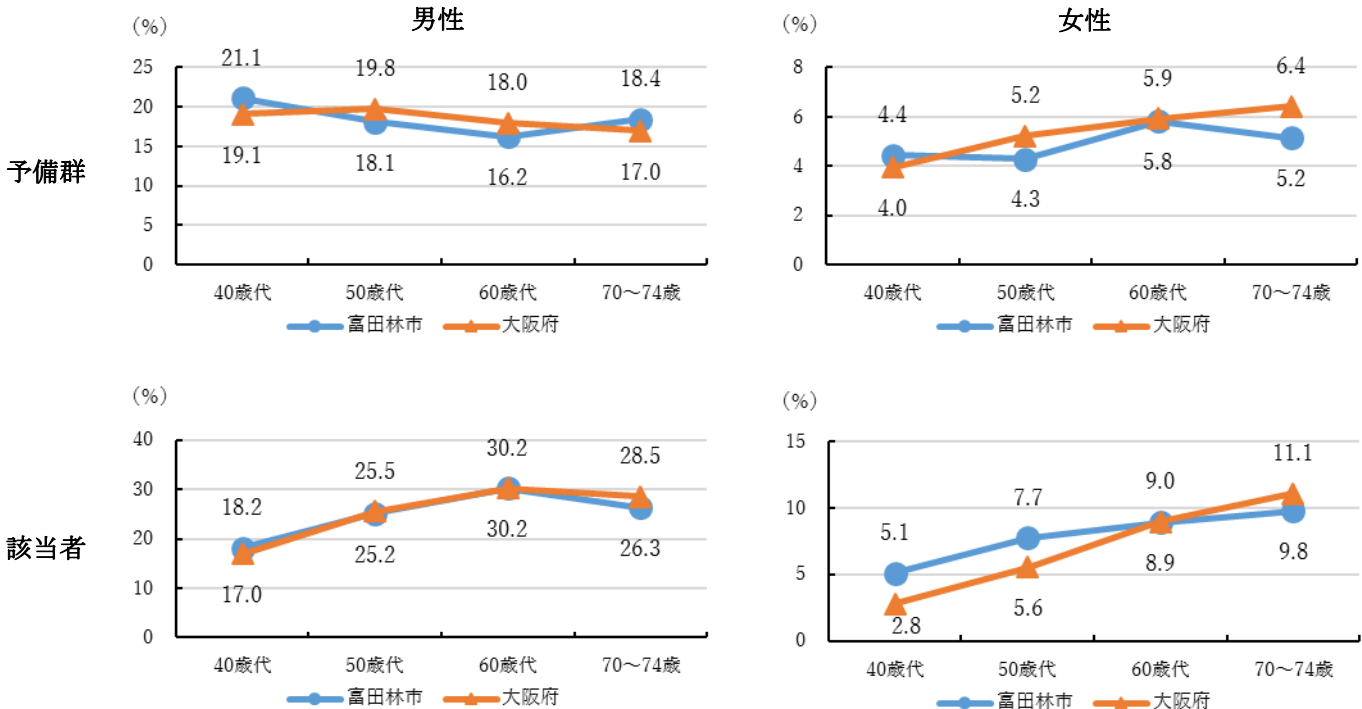 男性
女性
予備群
該当者
(%)
21.1 19.8 18.0 18.4
25
20
15
10
5
0
19.1 18.1 16.2 17.0
40歳代 50歳代 60歳代 70～74歳
富田林市 大阪府
(%)
4.4 5.2 5.9 6.4
8
6
4
2
0
4.0 4.3 5.8 5.2
40歳代 50歳代 60歳代 70～74歳
富田林市 大阪府
(%)
18.2 25.5 30.2 28.5
40
30
20
10
0
17.0 25.2 30.2 26.3
40歳代 50歳代 60歳代 70～74歳
富田林市 大阪府
(%)
5.1 7.7 9.0 11.1
15
10
5
0
2.8 5.6 8.9 9.8
40歳代 50歳代 60歳代 70～74歳
富田林市 大阪府